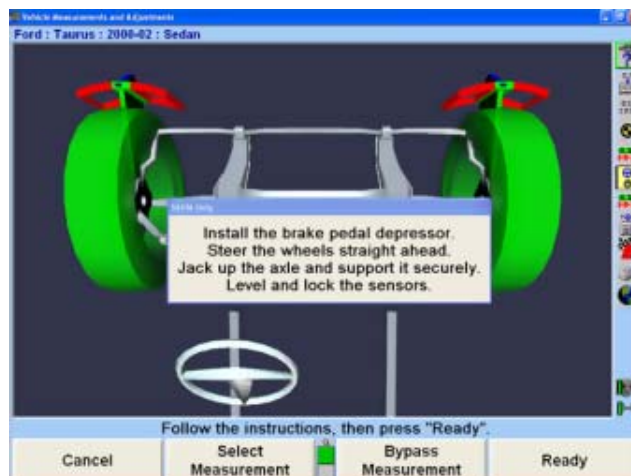 Vehicle Measurements and Adjustments
Ford : Taurus : 2000-02 : Sedan
Install the brake pedal depressor.
Steer the wheels straight ahead.
Jack up the axle and support it securely.
Level and lock the sensors.
Follow the instructions, then press "Ready".
Cancel
Select
Measurement
Bypass
Measurement
Ready